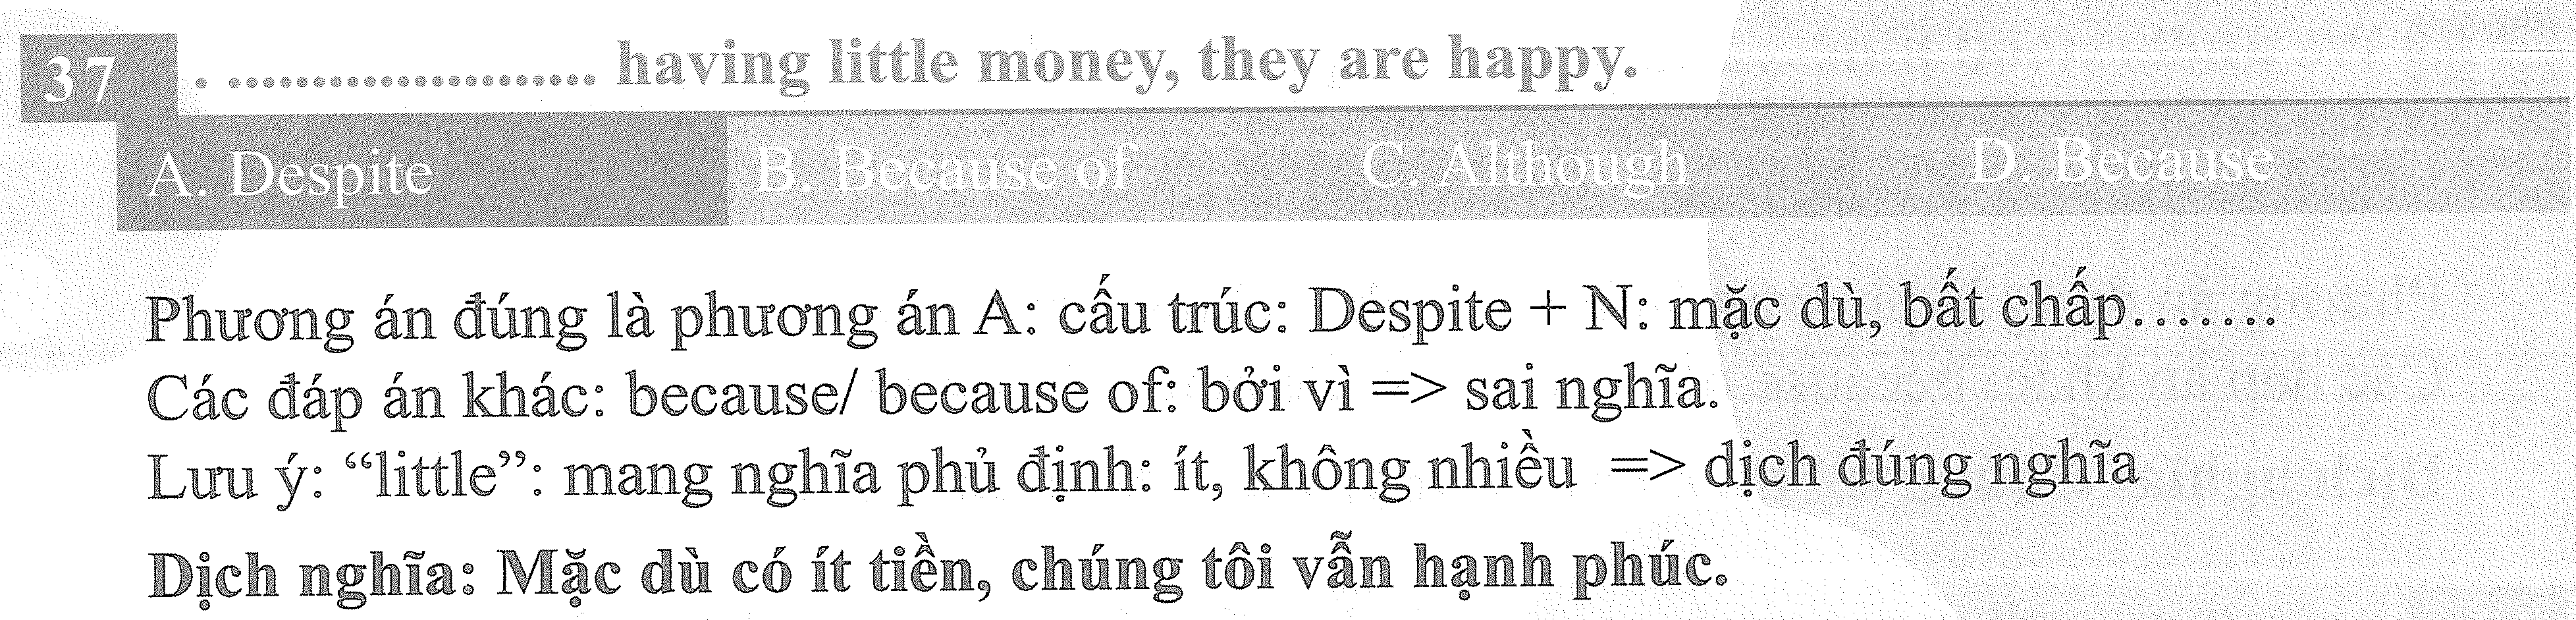 37 . ...................... having little money, they are happy.
A. Despite B. Because of C. Although D. Because
Phương án đúng là phương án A: cấu trúc: Despite + N: mặc dù, bất chấp…….
Các đáp án khác: because/ because of: bởi vì => sai nghĩa.
Lưu ý: “little”: mang nghĩa phủ định: ít, không nhiều => dịch đúng nghĩa
Dịch nghĩa: Mặc dù có ít tiền, chúng tôi vẫn hạnh phúc.